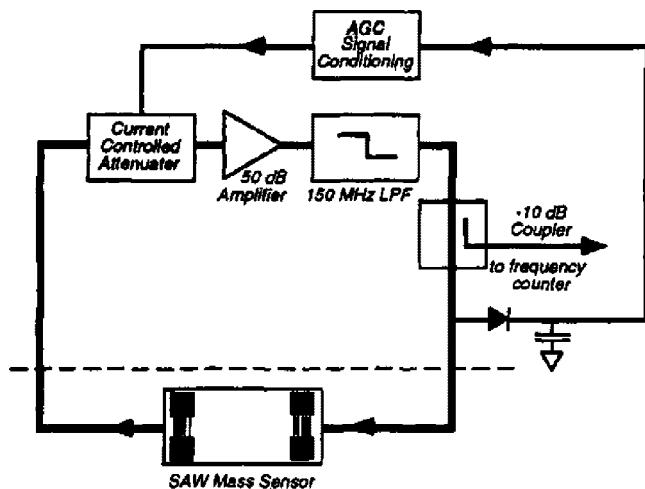 AGC
Signal
Conditioning
Current
Controlled
Attenuater
50 dB
Amplifier
150 MHz LPF
-10 dB
Coupler
to frequency
counter
SAW Mass Sensor